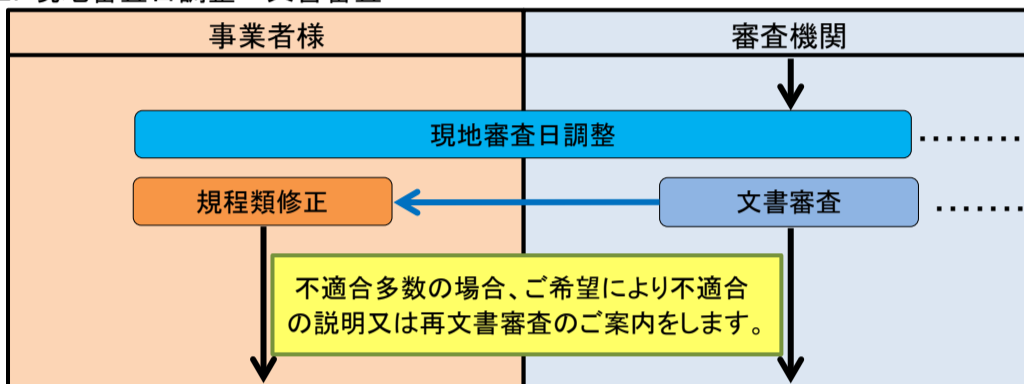 事業者様
審査機関
現地審査日調整
規程類修正
文書審査
不適合多数の場合、ご希望により不適合
の説明又は再文書審査のご案内をします。